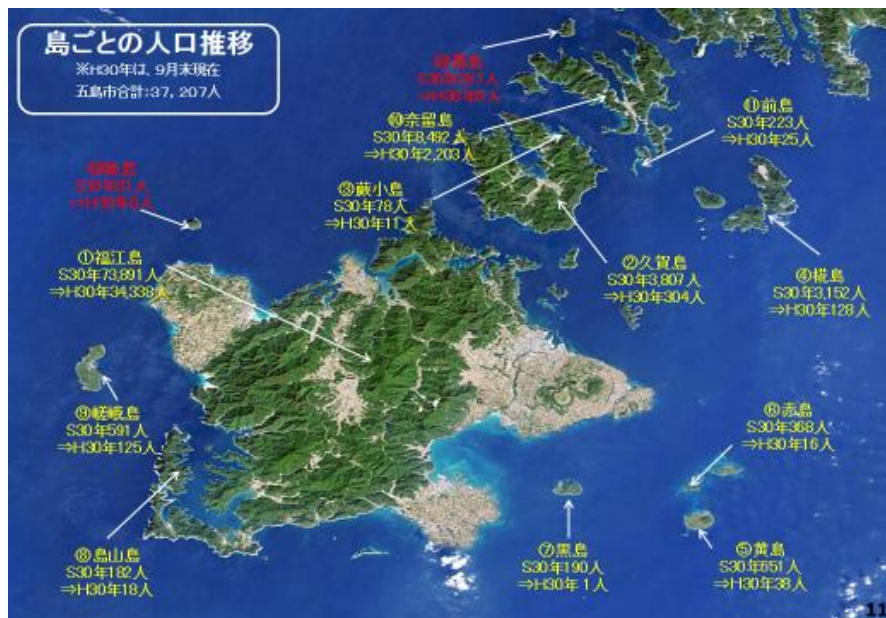 島ごとの人口推移
※H30年は、9月末現在
五島市合計:37,207人
⑩奈留島
S30年8,492人
⇒H30年2,203人
⑪前島
S30年223人
⇒H30年25人
③蕨小島
S30年78人
⇒H30年11人
①福江島
S30年73,891人
⇒H30年34,338人
②久賀島
S30年3,807人
⇒H30年304人
④椛島
S30年3,152人
⇒H30年128人
⑨嵯峨島
S30年591人
⇒H30年125人
⑥赤島
S30年368人
⇒H30年16人
⑧島山島
S30年182人
⇒H30年18人
⑦黒島
S30年190人
⇒H30年1人
⑤黄島
S30年651人
⇒H30年38人
11